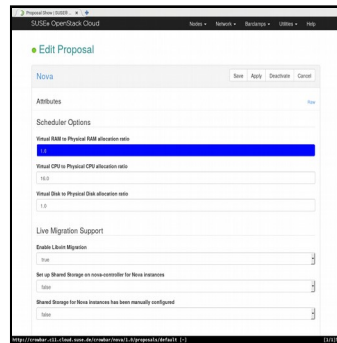 Proposal Show | SUSE® ... × | +
SUSE® OpenStack Cloud Nodes Network Barclamps Utilities Help
Edit Proposal
Nova Save Apply Deactivate Cancel
Attributes Raw
Scheduler Options
Virtual RAM to Physical RAM allocation ratio
1.0
Virtual CPU to Physical CPU allocation ratio
16.0
Virtual Disk to Physical Disk allocation ratio
1.0
Live Migration Support
Enable Libvirt Migration
true
Set up Shared Storage on nova-controller for Nova instances
false
Shared Storage for Nova instances has been manually configured
false
http://crowbar.c11.cloud.suse.de/crowbar/nova/1.0/proposals/default [-] [1/1]